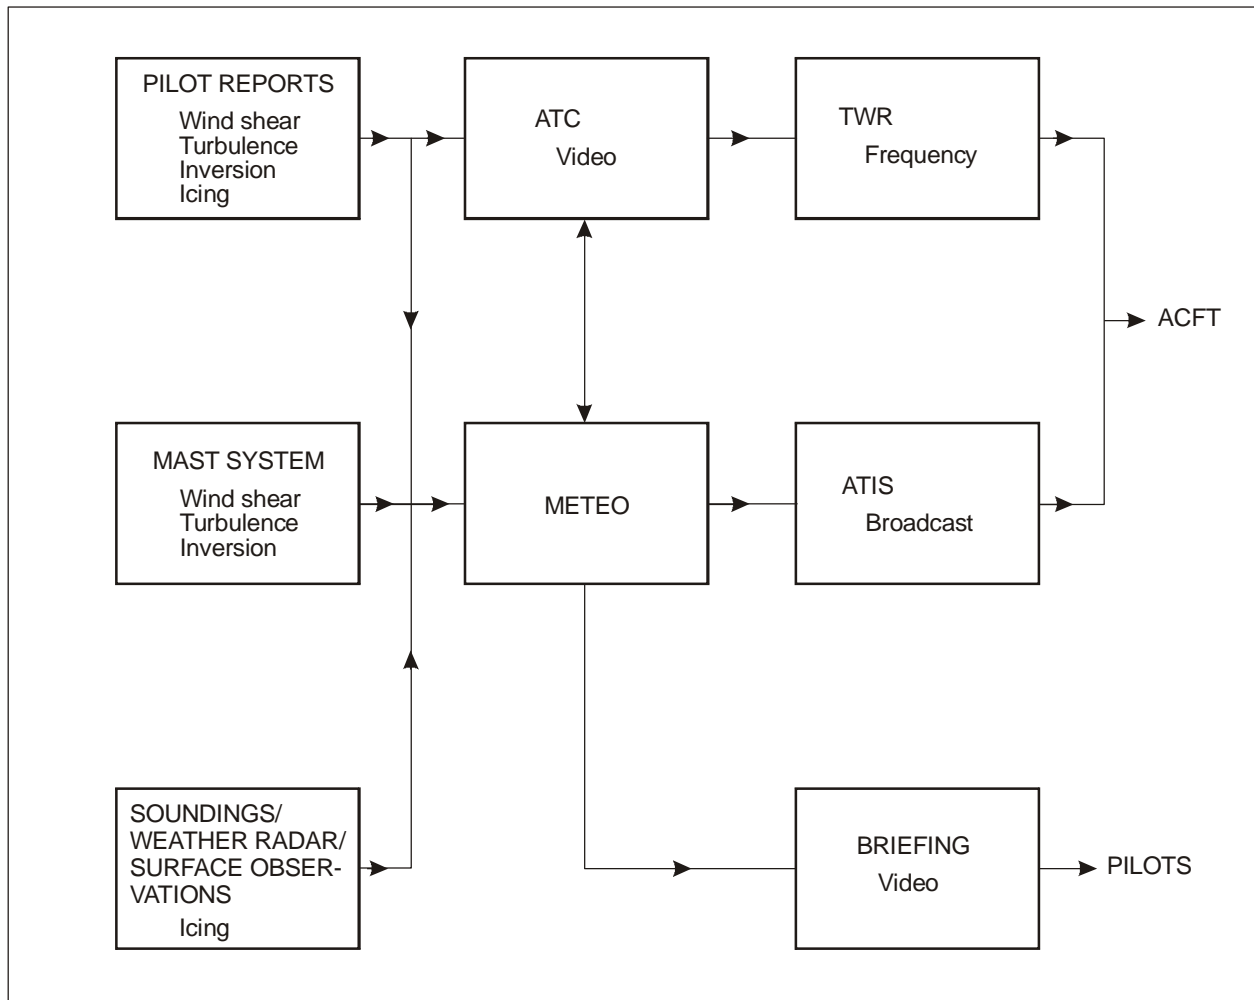 PILOT REPORTS
Wind shear
Turbulence
Inversion
Icing
ATC
Video
TWR
Frequency
ACFT
MAST SYSTEM
Wind shear
Turbulence
Inversion
METEO
ATIS
Broadcast
SOUNDINGS/
WEATHER RADAR/
SURFACE OBSER-
VATIONS
Icing
BRIEFING
Video
PILOTS